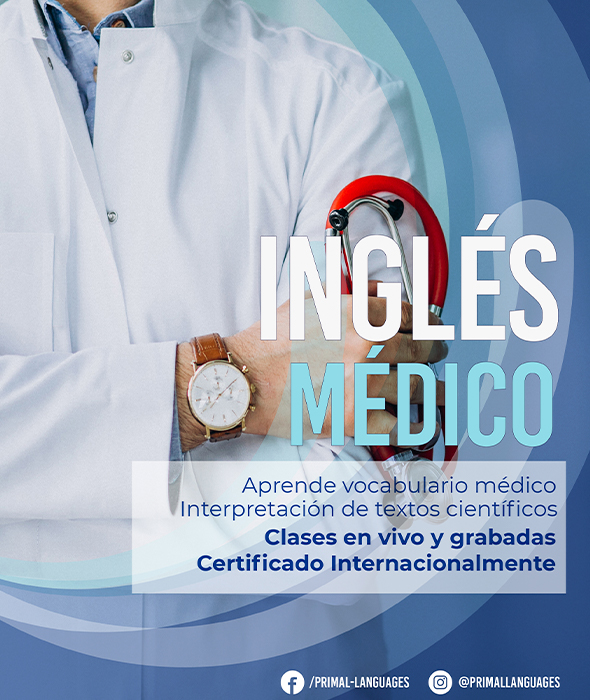 INGLÉS
MÉDICO
Aprende vocabulario médico
Interpretación de textos científicos
Clases en vivo y grabadas
Certificado Internacionalmente
/PRIMAL-LANGUAGES @PRIMALLANGUAGES